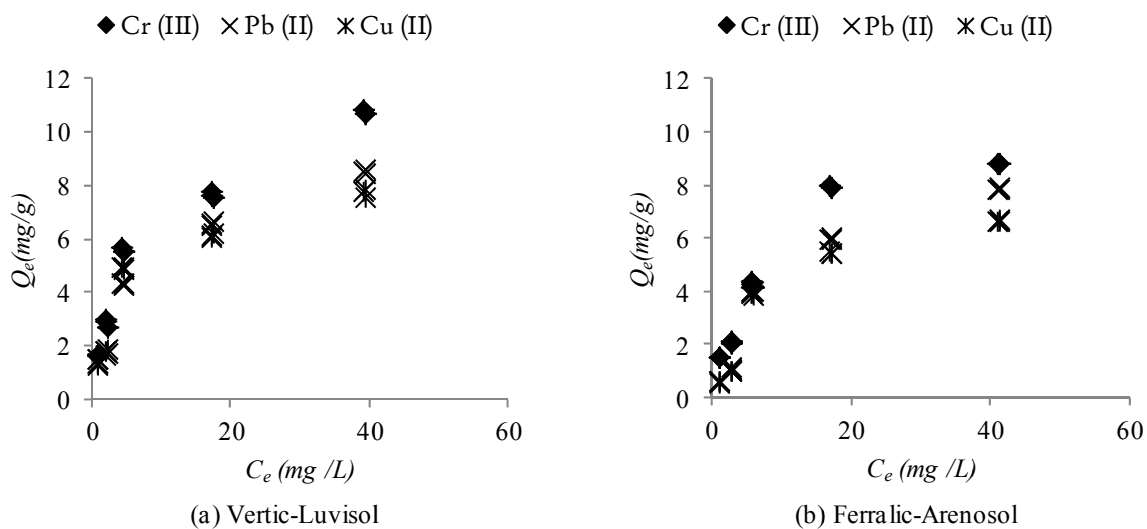 Cr (III) Pb (II) Cu (II)
12
10
8
6
4
2
0
Qe(mg/g)
0 20 40 60
Ce (mg /L)
(a) Vertic-Luvisol
Cr (III) Pb (II) Cu (II)
12
10
8
6
4
2
0
Qe(mg/g)
0 20 40 60
Ce (mg /L)
(b) Ferralic-Arenosol